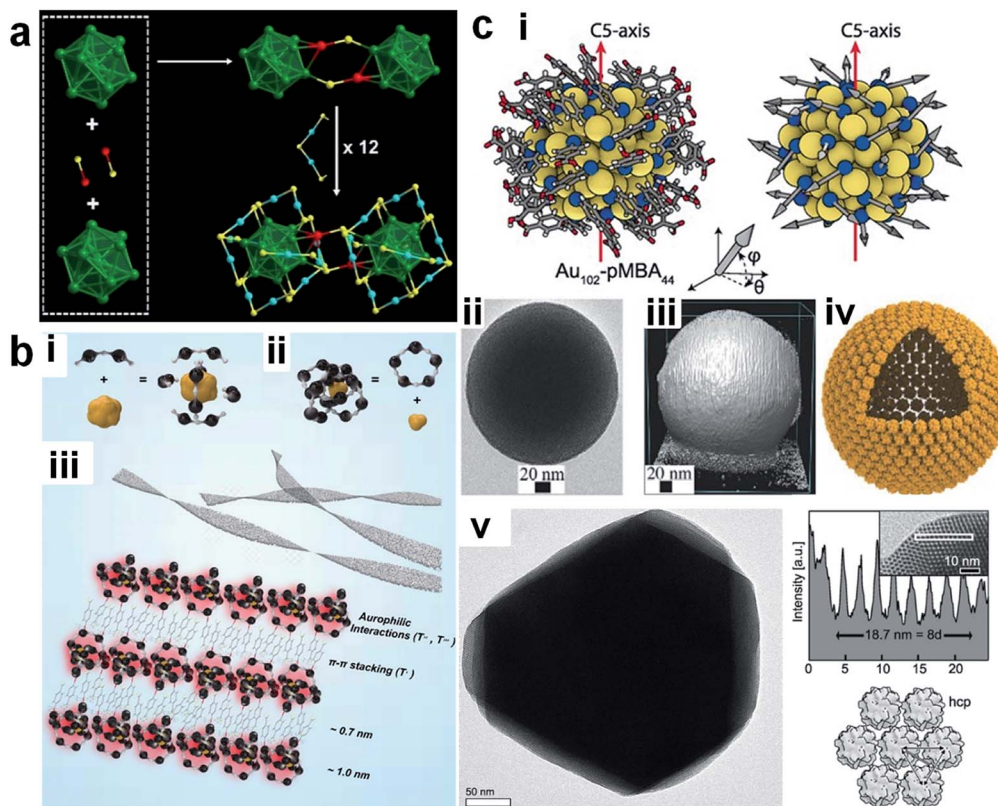 a
x 12
b
i
ii
iii
Aurophilic
Interactions
π-π stacking
~ 0.7 nm
~ 1.0 nm
c
i
C5-axis
C5-axis
Au₁₀₂-pMBA₄₄
φ
θ
ii
20 nm
iii
20 nm
iv
v
50 nm
Intensity [a.u.]
10 nm
18.7 nm = 8d
0 5 10 15 20
hcp